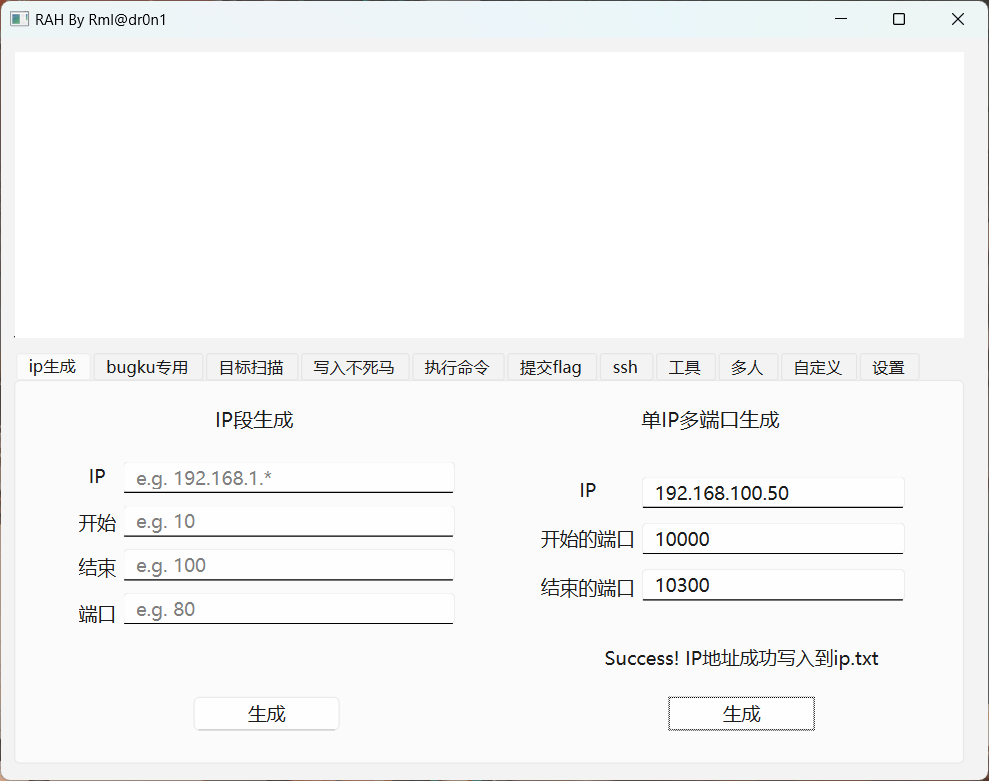 RAH By Rml@dr0n1
ip生成 bugku专用 目标扫描 写入不死马 执行命令 提交flag ssh 工具 多人 自定义 设置
IP段生成
IP e.g. 192.168.1.*
开始 e.g. 10
结束 e.g. 100
端口 e.g. 80
生成
单IP多端口生成
IP 192.168.100.50
开始的端口 10000
结束的端口 10300
Success! IP地址成功写入到ip.txt
生成